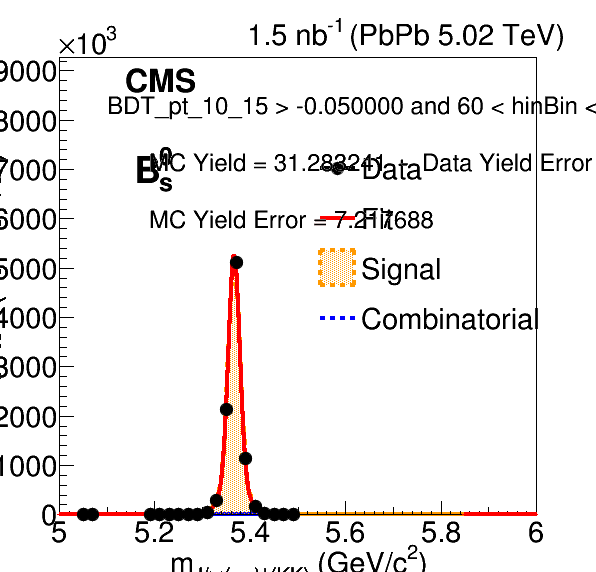 ×10³
1.5 nb⁻¹ (PbPb 5.02 TeV)
CMS
BDT_pt_10_15 > -0.050000 and 60 < hinBin <
B⁰s
MC Yield = 31.283241
Data Yield Error
Data
MC Yield Error = 7.217688
Fit
Signal
Combinatorial
9000
8000
7000
6000
5000
4000
3000
2000
1000
0
5 5.2 5.4 5.6 5.8 6
m (GeV/c²)